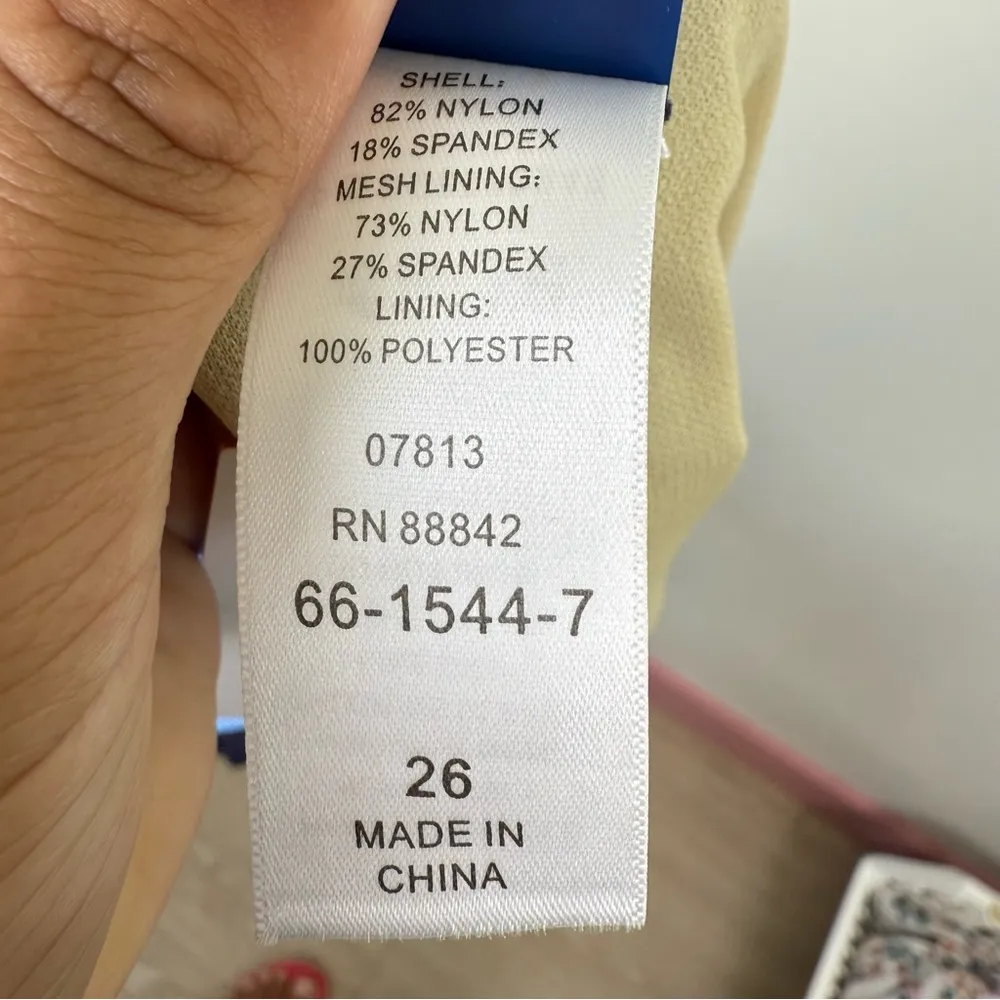 SHELL:
82% NYLON
18% SPANDEX
MESH LINING:
73% NYLON
27% SPANDEX
LINING:
100% POLYESTER
07813
RN 88842
66-1544-7
26
MADE IN
CHINA